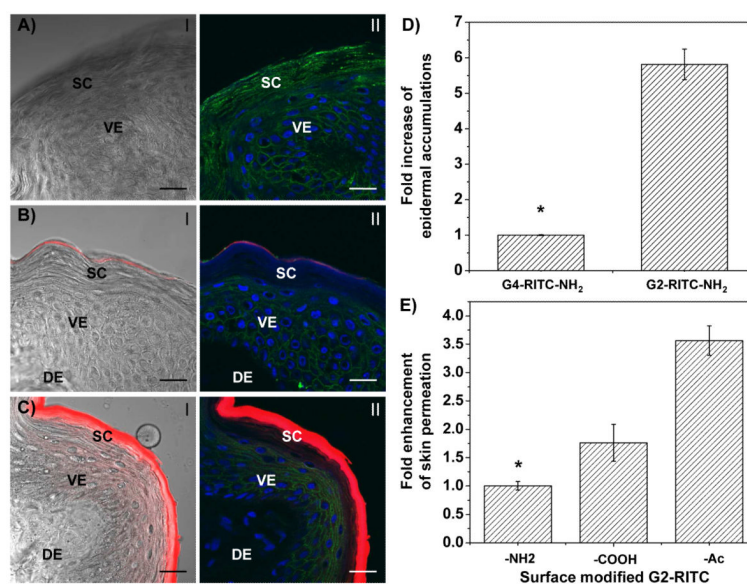 A)
I
SC
VE
II
SC
VE
B)
I
SC
VE
DE
II
SC
VE
DE
C)
I
SC
VE
DE
II
SC
VE
DE
D)
Fold increase of
epidermal accumulations
6
5
4
3
2
1
0
*
G4-RITC-NH₂
G2-RITC-NH₂
E)
Fold enhancement
of skin permeation
4.0
3.5
3.0
2.5
2.0
1.5
1.0
0.5
0.0
*
-NH2
-COOH
-Ac
Surface modified G2-RITC